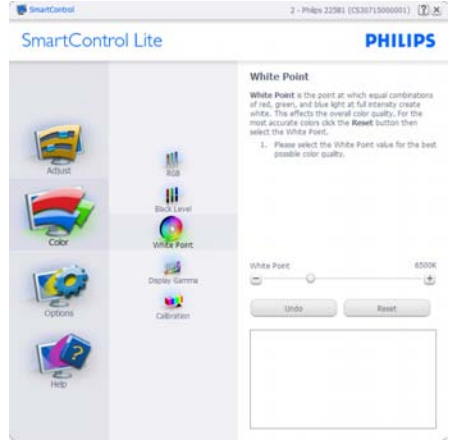 SmartControl
2 - Philips 225B1 (CS30715000001)
SmartControl Lite
PHILIPS
Adjust
Color
Options
Help
RGB
Black Level
White Point
Display Gamma
Calibration
White Point
White Point is the point at which equal combinations
of red, green, and blue light at full intensity create
white. This effects the overall color quality. For the
most accurate colors click the Reset button then
select the White Point.
1. Please select the White Point value for the best
possible color quality.
White Point 6500K
Undo Reset